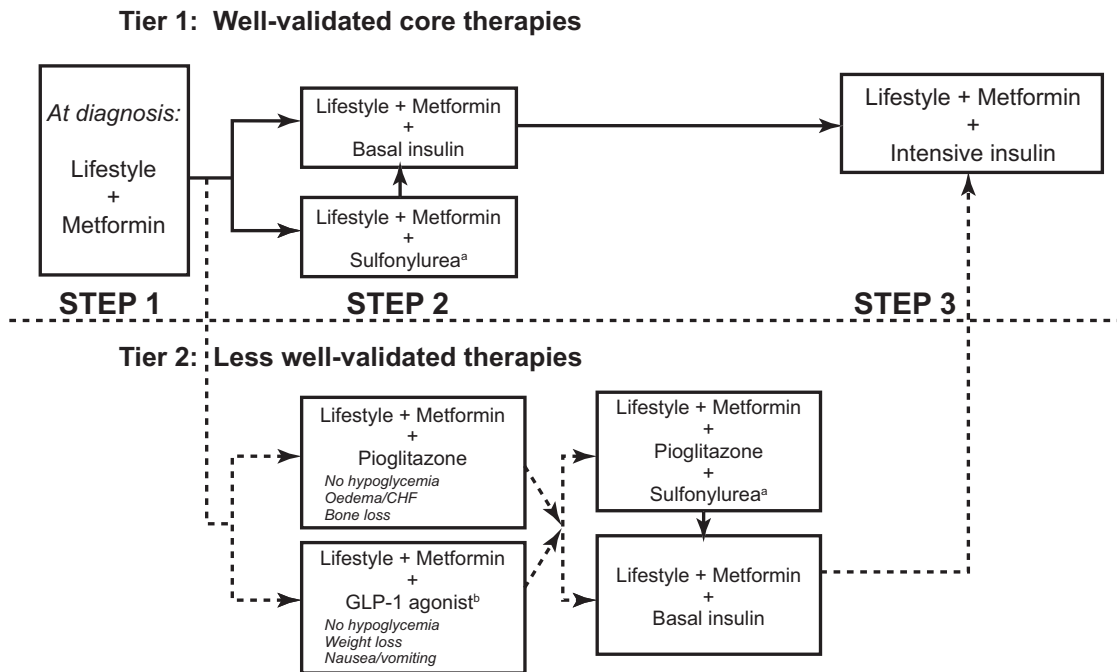 Tier 1: Well-validated core therapies
At diagnosis:
Lifestyle
+
Metformin
Lifestyle + Metformin
+
Basal insulin
Lifestyle + Metformin
+
Sulfonylureaᵃ
Lifestyle + Metformin
+
Intensive insulin
STEP 1
STEP 2
STEP 3
Tier 2: Less well-validated therapies
Lifestyle + Metformin
+
Pioglitazone
No hypoglycemia
Oedema/CHF
Bone loss
Lifestyle + Metformin
+
GLP-1 agonistᵇ
No hypoglycemia
Weight loss
Nausea/vomiting
Lifestyle + Metformin
+
Pioglitazone
+
Sulfonylureaᵃ
Lifestyle + Metformin
+
Basal insulin